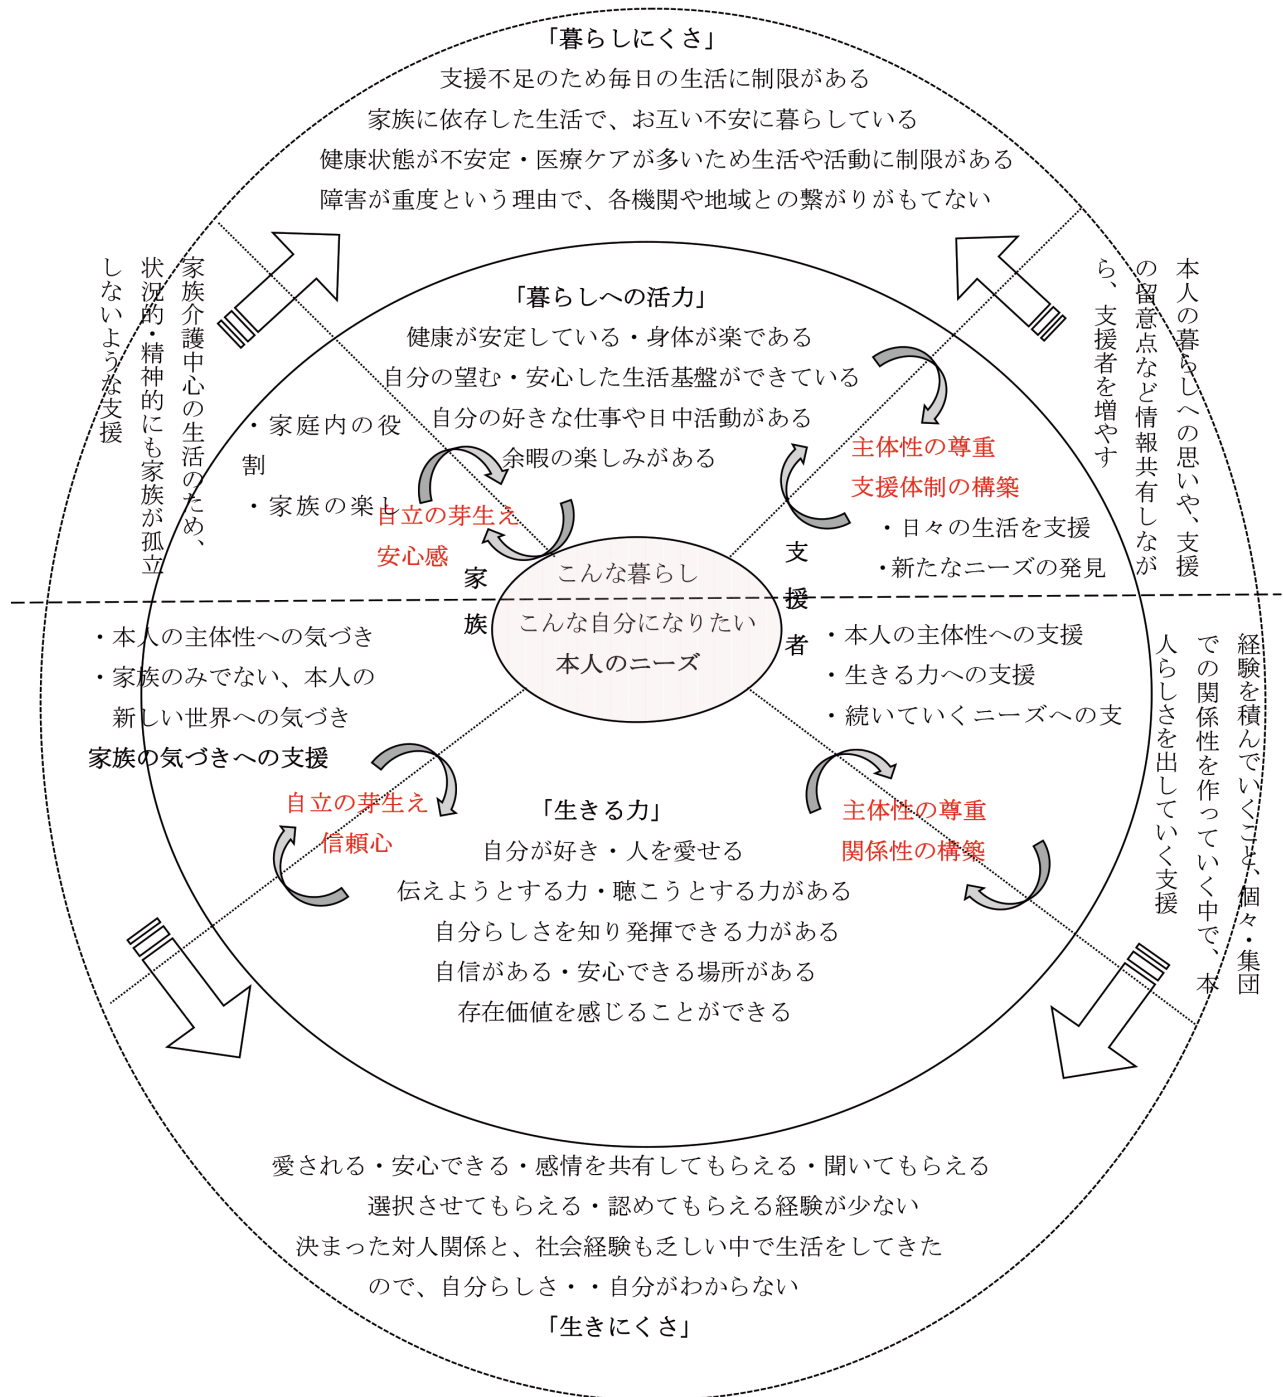 「暮らしにくさ」
支援不足のため毎日の生活に制限がある
家族に依存した生活で、お互い不安に暮らしている
健康状態が不安定・医療ケアが多いため生活や活動に制限がある
障害が重度という理由で、各機関や地域との繋がりがもてない
家族介護中心の生活のため、
状況的・精神的にも家族が孤立
しないような支援
本人の暮らしへの思いや、支援
の留意点など情報共有しなが
ら、支援者を増やす
「暮らしへの活力」
健康が安定している・身体が楽である
自分の望む・安心した生活基盤ができている
自分の好きな仕事や日中活動がある
余暇の楽しみがある
・家庭内の役
割
・家族の楽し
自立の芽生え
安心感
主体性の尊重
支援体制の構築
・日々の生活を支援
・新たなニーズの発見
家族
支援者
こんな暮らし
こんな自分になりたい
本人のニーズ
・本人の主体性への気づき
・家族のみでない、本人の
新しい世界への気づき
家族の気づきへの支援
・本人の主体性への支援
・生きる力への支援
・続いていくニーズへの支
経験を積んでいくこと、個々・集団
での関係性を作っていく中で、本
人らしさを出していく支援
自立の芽生え
信頼心
主体性の尊重
関係性の構築
「生きる力」
自分が好き・人を愛せる
伝えようとする力・聴こうとする力がある
自分らしさを知り発揮できる力がある
自信がある・安心できる場所がある
存在価値を感じることができる
愛される・安心できる・感情を共有してもらえる・聞いてもらえる
選択させてもらえる・認めてもらえる経験が少ない
決まった対人関係と、社会経験も乏しい中で生活をしてきた
ので、自分らしさ・・自分がわからない
「生きにくさ」